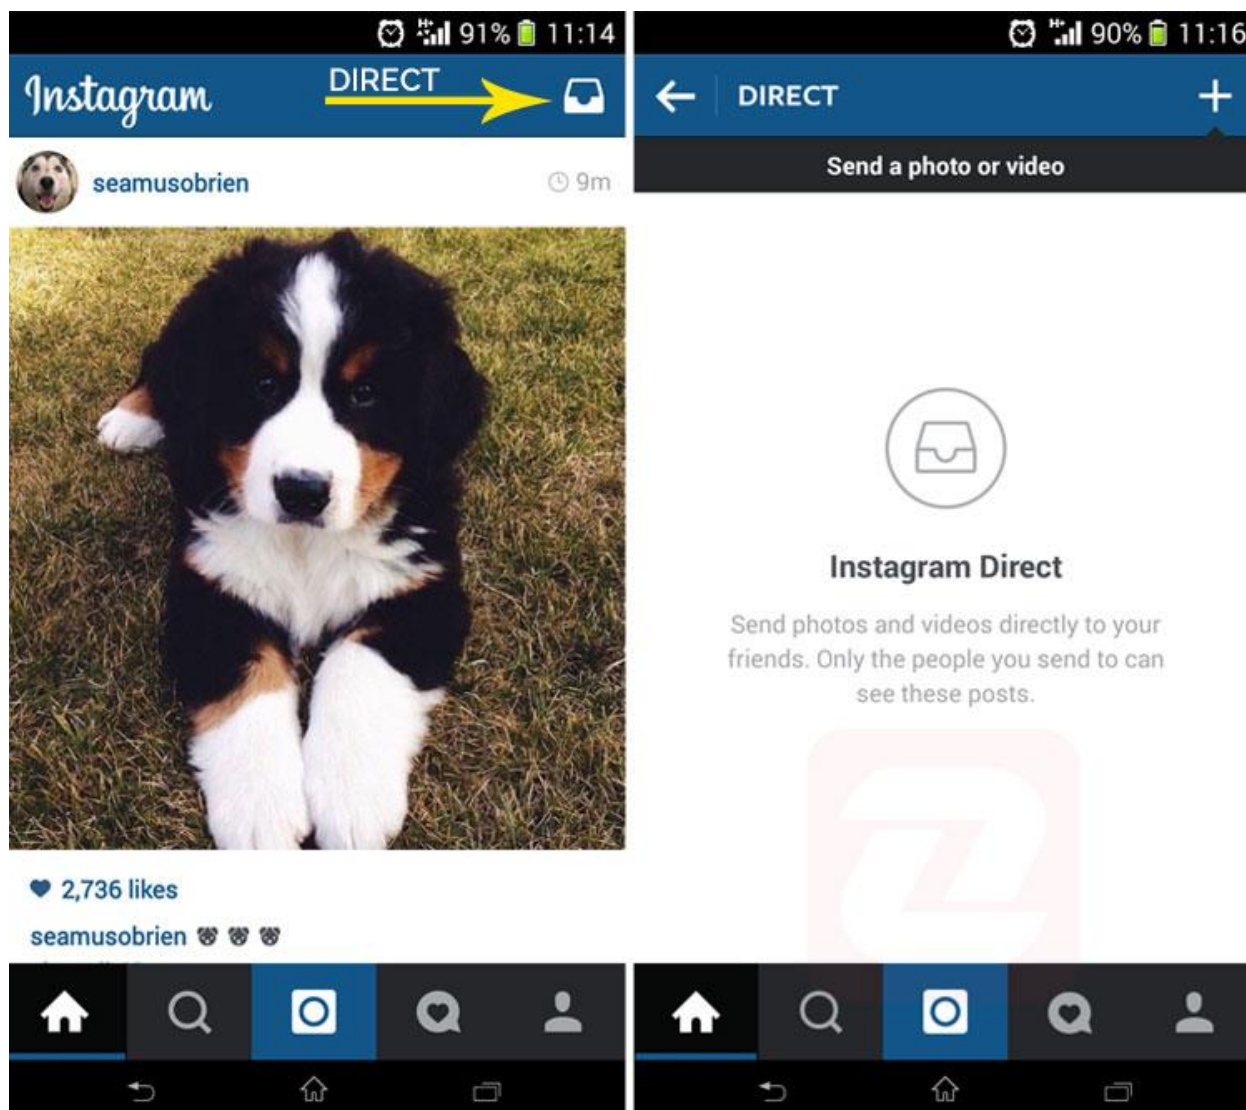 H+ 91% 11:14
Instagram DIRECT
seamusobrien 9m
2,736 likes
seamusobrien
H+ 90% 11:16
DIRECT
Send a photo or video
Instagram Direct
Send photos and videos directly to your
friends. Only the people you send to can
see these posts.